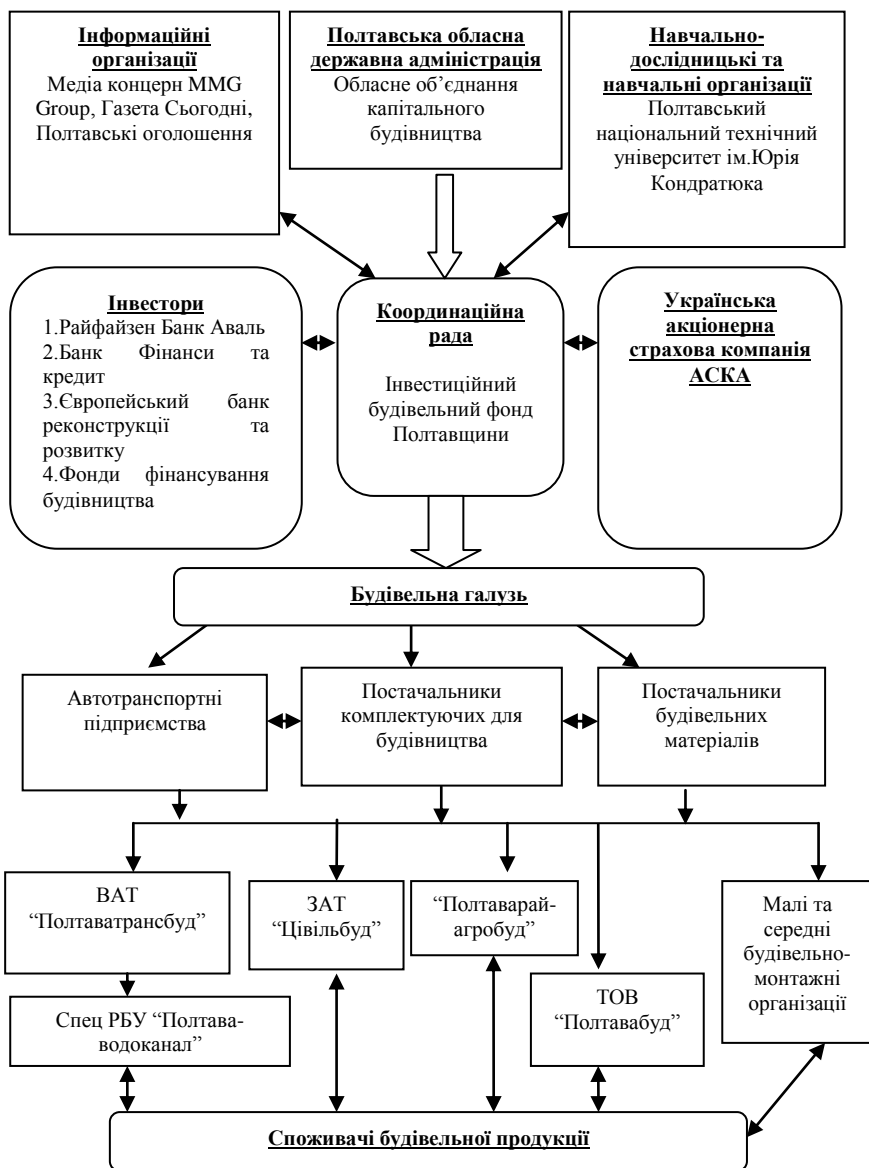 Інформаційні
організації
Медіа концерн MMG
Group, Газета Сьогодні,
Полтавські оголошення
Полтавська обласна
державна адміністрація
Обласне об’єднання
капітального
будівництва
Навчально-
дослідницькі та
навчальні організації
Полтавський
національний технічний
університет ім.Юрія
Кондратюка
Інвестори
1.Райфайзен Банк Аваль
2.Банк Фінанси та
кредит
3.Європейський банк
реконструкції та
розвитку
4.Фонди фінансування
будівництва
Координаційна
рада
Інвестиційний
будівельний фонд
Полтавщини
Українська
акціонерна
страхова компанія
АСКА
Будівельна галузь
Автотранспортні
підприємства
Постачальники
комплектуючих для
будівництва
Постачальники
будівельних
матеріалів
ВАТ
“Полтаватрансбуд”
ЗАТ
“Цівільбуд”
“Полтаварай-
агробуд”
Малі та
середні
будівельно-
монтажні
організації
Спец РБУ “Полтава-
водоканал”
ТОВ
“Полтавабуд”
Споживачі будівельної продукції